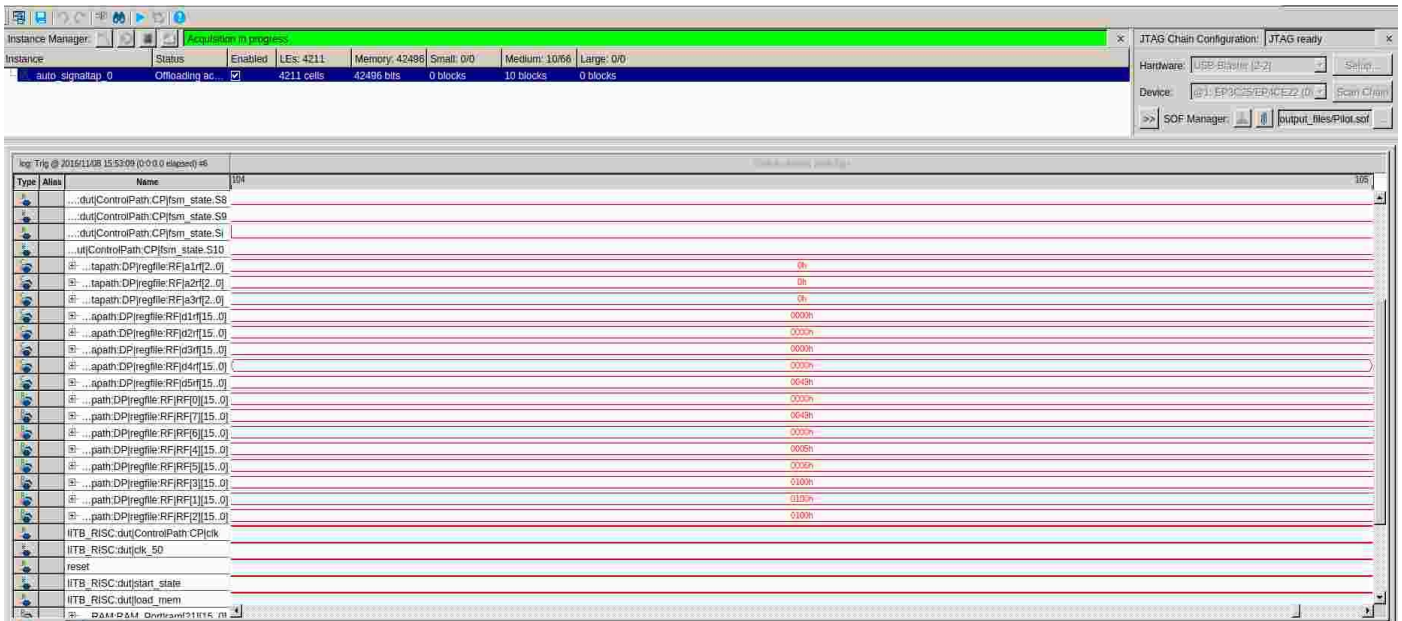 Instance Manager: Acquisition in progress × JTAG Chain Configuration: JTAG ready ×
Instance Status Enabled LEs: 4211 Memory: 42496 Small: 0/0 Medium: 10/66 Large: 0/0
auto_signaltap_0 Offloading ac... 4211 cells 42496 bits 0 blocks 10 blocks 0 blocks
Hardware: USB-Blaster [2-2] Setup...
Device: @1: EP3C25/EP4CE22 (0) Scan Chain
>> SOF Manager: output_files/Pilot.sof ...
log: Trig @ 2016/11/08 15:53:09 (0:0:0.0 elapsed) #6
Type Alias Name 104 105
...:dut|ControlPath:CP|fsm_state.S8
...:dut|ControlPath:CP|fsm_state.S9
...:dut|ControlPath:CP|fsm_state.Si
...ut|ControlPath:CP|fsm_state.S10
...tapath:DP|regfile:RF|a1rf[2..0] 0h
...tapath:DP|regfile:RF|a2rf[2..0] 0h
...tapath:DP|regfile:RF|a3rf[2..0] 0h
...apath:DP|regfile:RF|d1rf[15..0] 0000h
...apath:DP|regfile:RF|d2rf[15..0] 0000h
...apath:DP|regfile:RF|d3rf[15..0] 0000h
...apath:DP|regfile:RF|d4rf[15..0] 0000h
...apath:DP|regfile:RF|d5rf[15..0] 0049h
...path:DP|regfile:RF|RF[0][15..0] 0000h
...path:DP|regfile:RF|RF[7][15..0] 0049h
...path:DP|regfile:RF|RF[6][15..0] 0000h
...path:DP|regfile:RF|RF[4][15..0] 0005h
...path:DP|regfile:RF|RF[5][15..0] 0006h
...path:DP|regfile:RF|RF[3][15..0] 0100h
...path:DP|regfile:RF|RF[1][15..0] 0100h
...path:DP|regfile:RF|RF[2][15..0] 0100h
IITB_RISC:dut|ControlPath:CP|clk
IITB_RISC:dut|clk_50
reset
IITB_RISC:dut|start_state
IITB_RISC:dut|load_mem